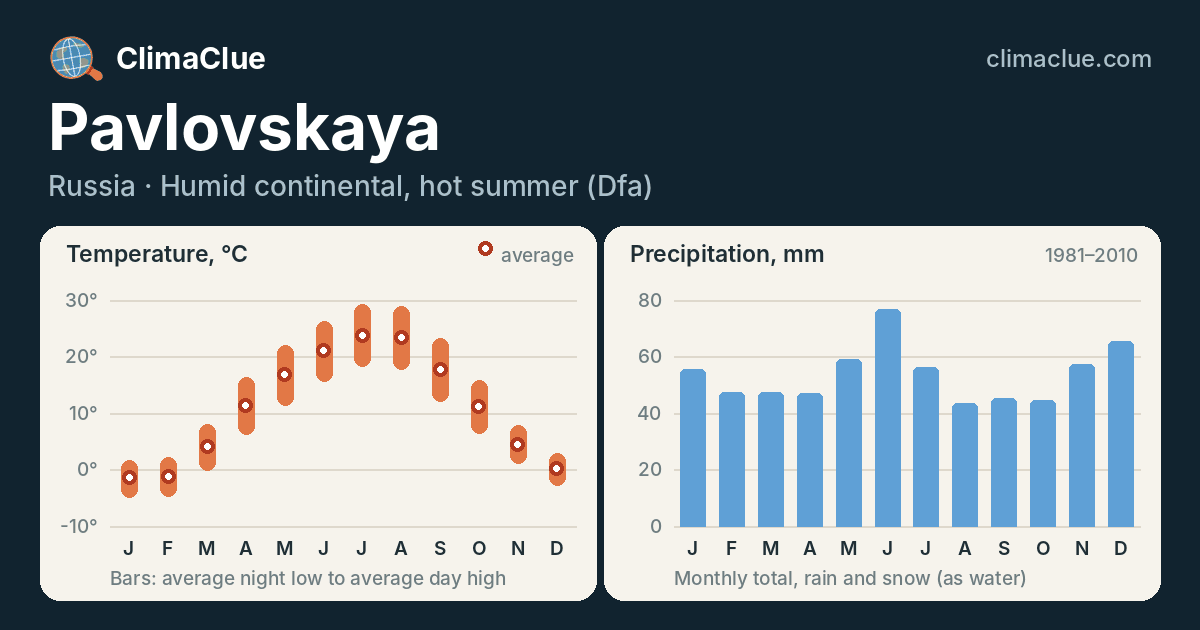 ClimaClue
climaclue.com
Pavlovskaya
Russia · Humid continental, hot summer (Dfa)
Temperature, °C
average
30°
20°
10°
0°
-10°
J F M A M J J A S O N D
Bars: average night low to average day high
Precipitation, mm
1981–2010
80
60
40
20
0
J F M A M J J A S O N D
Monthly total, rain and snow (as water)